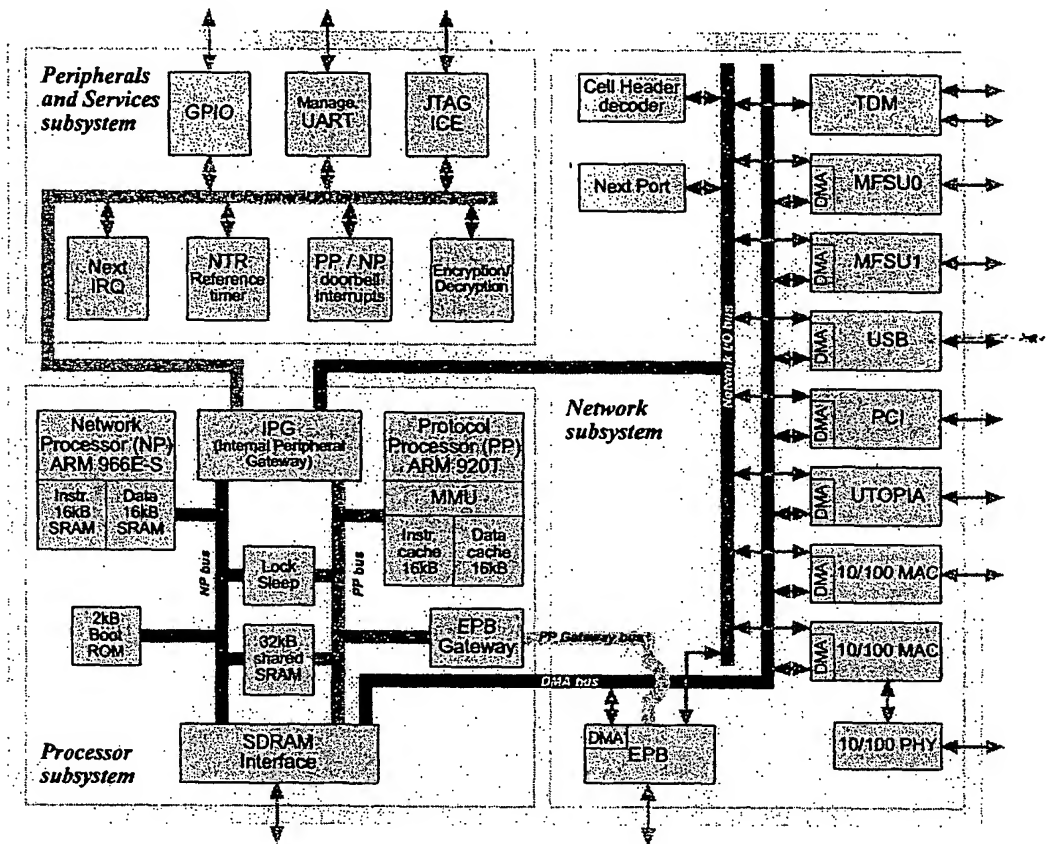 Peripherals
and Services
subsystem
GPIO
Manage.
UART
JTAG
ICE
Next
IRQ
NTR
Reference
timer
PP / NP
doorbell
Interrupts
Encryption/
Decryption
Cell Header
decoder
Next Port
Network I/O bus
TDM
DMA
MFSU0
DMA
MFSU1
DMA
USB
DMA
PCI
DMA
UTOPIA
DMA
10/100 MAC
DMA
10/100 MAC
10/100 PHY
Network
subsystem
Network
Processor (NP)
ARM 966E-S
Instr.
16kB
SRAM
Data
16kB
SRAM
IPG
(Internal Peripheral
Gateway)
Protocol
Processor (PP)
ARM 920T
MMU
Instr.
cache
16kB
Data
cache
16kB
NP bus
PP bus
Lock
Sleep
2kB
Boot
ROM
32kB
shared
SRAM
EPB
Gateway
PP Gateway bus
DMA bus
SDRAM
Interface
DMA
EPB
Processor
subsystem